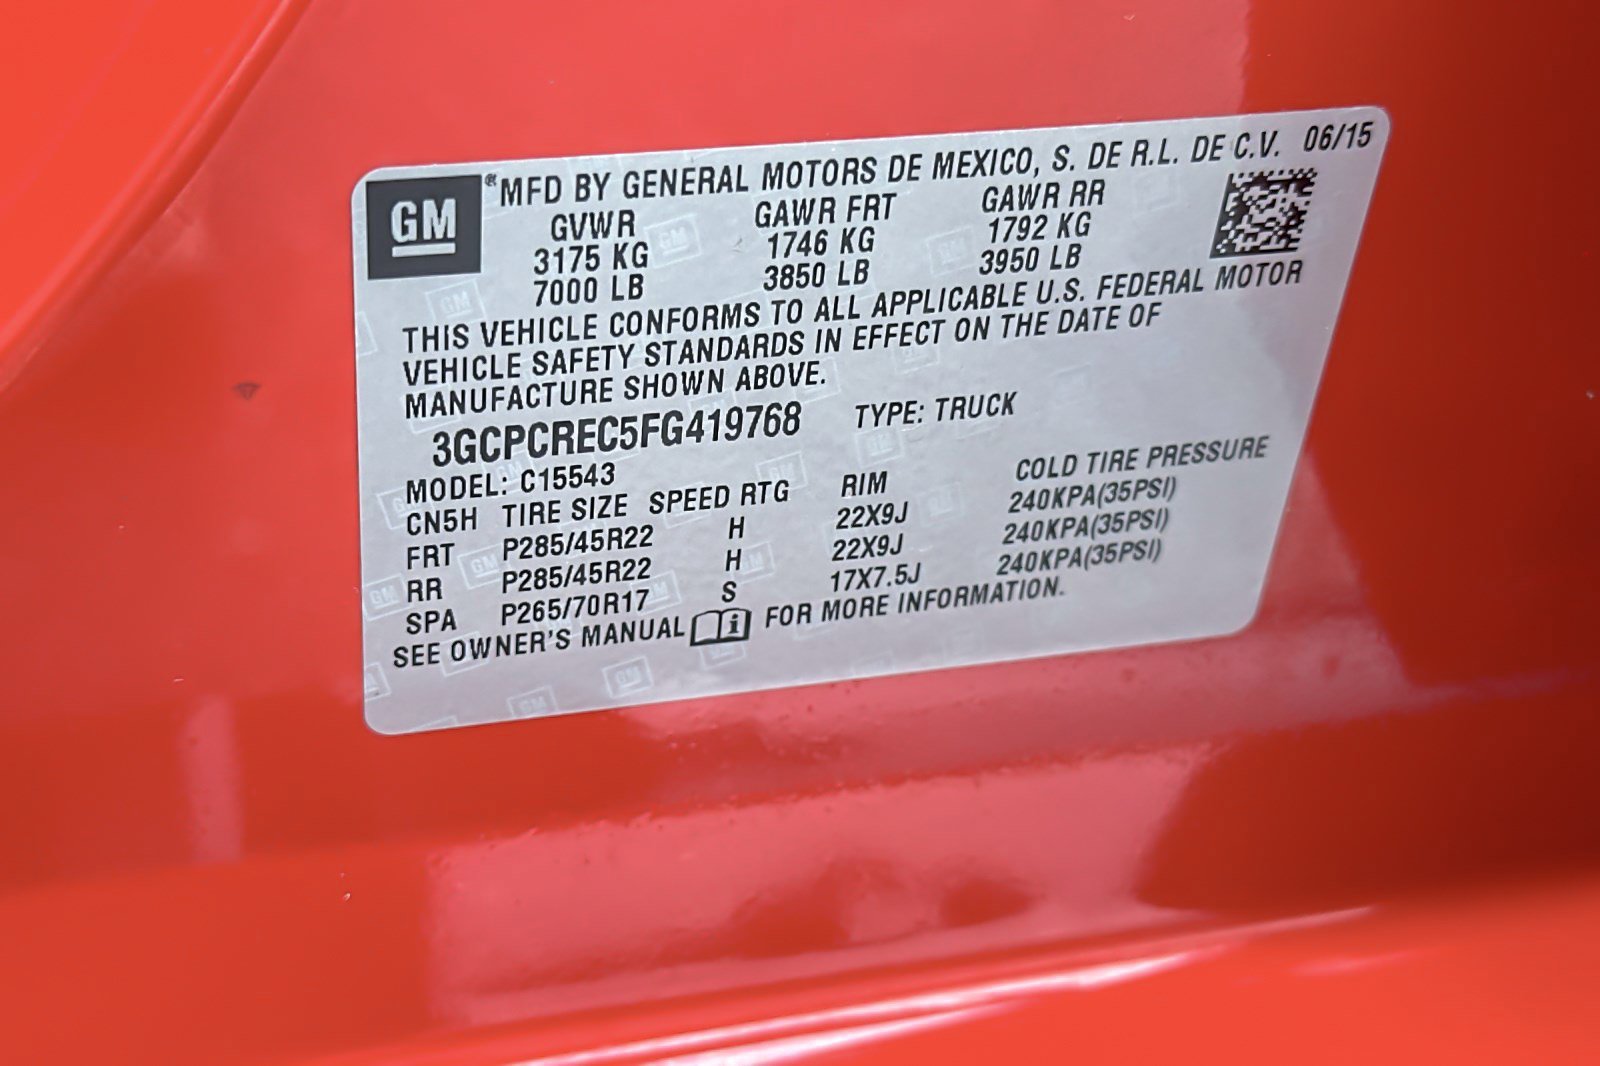 GM
®MFD BY GENERAL MOTORS DE MEXICO, S. DE R.L. DE C.V. 06/15
GVWR GAWR FRT GAWR RR
3175 KG 1746 KG 1792 KG
7000 LB 3850 LB 3950 LB
THIS VEHICLE CONFORMS TO ALL APPLICABLE U.S. FEDERAL MOTOR
VEHICLE SAFETY STANDARDS IN EFFECT ON THE DATE OF
MANUFACTURE SHOWN ABOVE.
3GCPCREC5FG419768 TYPE: TRUCK
MODEL: C15543
CN5H TIRE SIZE SPEED RTG RIM COLD TIRE PRESSURE
FRT P285/45R22 H 22X9J 240KPA(35PSI)
RR P285/45R22 H 22X9J 240KPA(35PSI)
SPA P265/70R17 S 17X7.5J 240KPA(35PSI)
SEE OWNER'S MANUAL i FOR MORE INFORMATION.